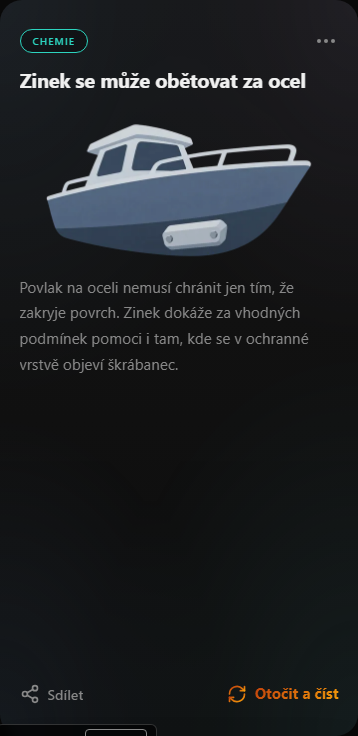 CHEMIE
Zinek se může obětovat za ocel
Povlak na oceli nemusí chránit jen tím, že
zakryje povrch. Zinek dokáže za vhodných
podmínek pomoci i tam, kde se v ochranné
vrstvě objeví škrábanec.
Sdílet
Otočit a číst